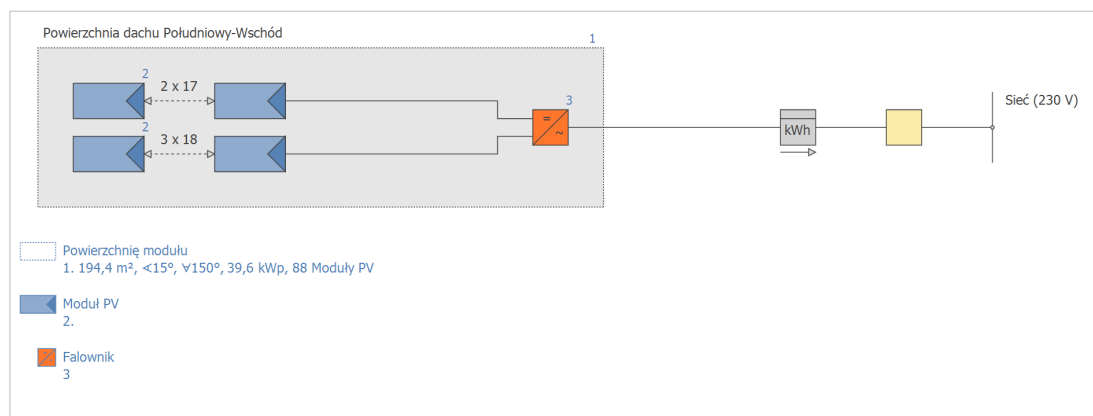 Powierzchnia dachu Południowy-Wschód
1
2
2 x 17
2
3 x 18
3
=
~
kWh
Sieć (230 V)
Powierzchnię modułu
1. 194,4 m², ∢15°, ∀150°, 39,6 kWp, 88 Moduły PV
Moduł PV
2.
Falownik
3